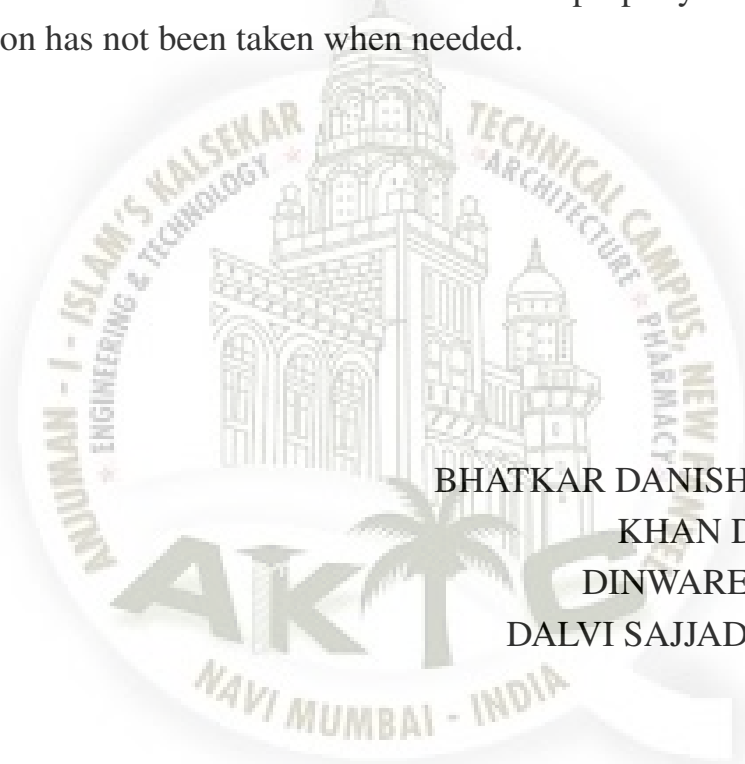 on has not been taken when needed.
ANJUMAN - I - ISLAM'S KALSEKAR TECHNICAL CAMPUS, NEW
ENGINEERING & TECHNOLOGY * ARCHITECTURE * PHARMACY
BHATKAR DANISH
KHAN D
DINWARE
DALVI SAJJAD
AKTC
NAVI MUMBAI - INDIA